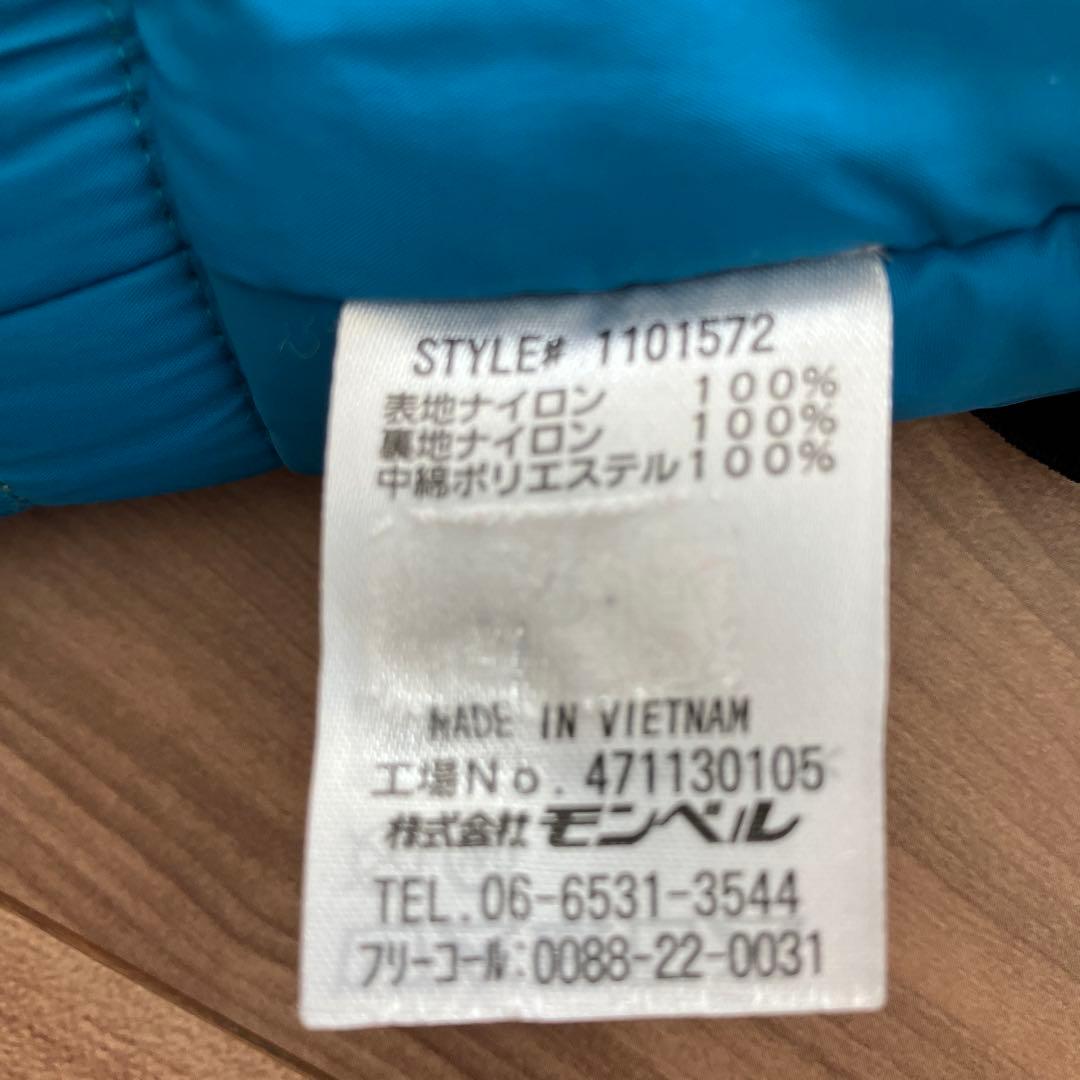 STYLE# 1101572
表地ナイロン 100%
裏地ナイロン 100%
中綿ポリエステル100%
MADE IN VIETNAM
工場No. 471130105
株式会社モンベル
TEL.06-6531-3544
フリーコール:0088-22-0031